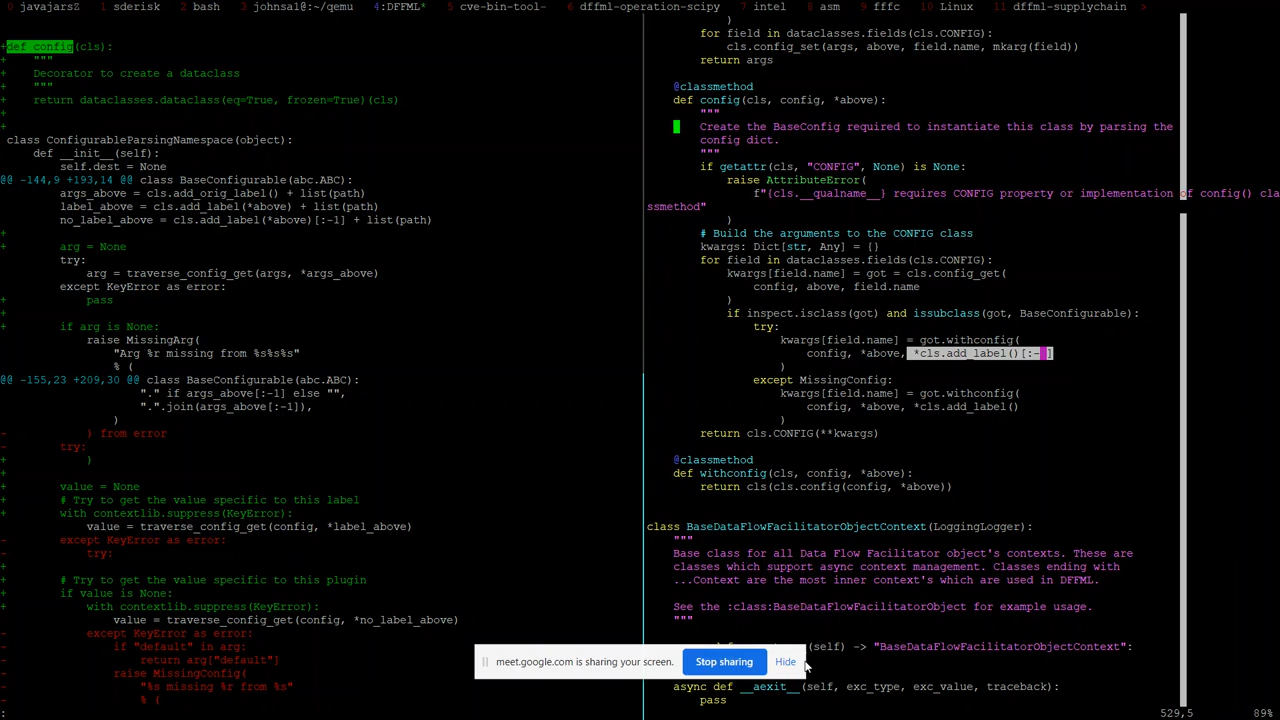 0 javajarsZ  1 sderisk  2 bash  3 johnsal@:~/qemu  4:DFFML*  5 cve-bin-tool-  6 dffml-operation-scipy  7 intel  8 asm  9 fffc  10 Linux  11 dffml-supplychain  >
+def config(cls):
+    """
+    Decorator to create a dataclass
+    """
+    return dataclasses.dataclass(eq=True, frozen=True)(cls)
+
+
 class ConfigurableParsingNamespace(object):
     def __init__(self):
         self.dest = None
@@ -144,9 +193,14 @@ class BaseConfigurable(abc.ABC):
         args_above = cls.add_orig_label() + list(path)
         label_above = cls.add_label(*above) + list(path)
         no_label_above = cls.add_label(*above)[:-1] + list(path)
+
         arg = None
         try:
             arg = traverse_config_get(args, *args_above)
         except KeyError as error:
+            pass
+
+        if arg is None:
             raise MissingArg(
                 "Arg %r missing from %s%s%s"
                 % (
@@ -155,23 +209,30 @@ class BaseConfigurable(abc.ABC):
                     "." if args_above[:-1] else "",
                     ".".join(args_above[:-1]),
                 )
-            ) from error
-        try:
+            )
+
+        value = None
+        # Try to get the value specific to this label
+        with contextlib.suppress(KeyError):
             value = traverse_config_get(config, *label_above)
-        except KeyError as error:
-            try:
+
+        # Try to get the value specific to this plugin
+        if value is None:
+            with contextlib.suppress(KeyError):
                 value = traverse_config_get(config, *no_label_above)
-            except KeyError as error:
-                if "default" in arg:
-                    return arg["default"]
-                raise MissingConfig(
-                    "%s missing %r from %s"
-                    % (
:
            )
    for field in dataclasses.fields(cls.CONFIG):
        cls.config_set(args, above, field.name, mkarg(field))
    return args
@classmethod
def config(cls, config, *above):
    """
    Create the BaseConfig required to instantiate this class by parsing the
    config dict.
    """
    if getattr(cls, "CONFIG", None) is None:
        raise AttributeError(
            f"{cls.__qualname__} requires CONFIG property or implementation of config() cla
ssmethod"
        )
    # Build the arguments to the CONFIG class
    kwargs: Dict[str, Any] = {}
    for field in dataclasses.fields(cls.CONFIG):
        kwargs[field.name] = got = cls.config_get(
            config, above, field.name
        )
        if inspect.isclass(got) and issubclass(got, BaseConfigurable):
            try:
                kwargs[field.name] = got.withconfig(
                    config, *above, *cls.add_label()[:- ]
                )
            except MissingConfig:
                kwargs[field.name] = got.withconfig(
                    config, *above, *cls.add_label()
                )
    return cls.CONFIG(**kwargs)
@classmethod
def withconfig(cls, config, *above):
    return cls(cls.config(config, *above))
class BaseDataFlowFacilitatorObjectContext(LoggingLogger):
    """
    Base class for all Data Flow Facilitator object's contexts. These are
    classes which support async context management. Classes ending with
    ...Context are the most inner context's which are used in DFFML.
    See the :class:BaseDataFlowFacilitatorObject for example usage.
    """
(self) -> "BaseDataFlowFacilitatorObjectContext":
meet.google.com is sharing your screen.  Stop sharing  Hide
    async def __aexit__(self, exc_type, exc_value, traceback):
        pass
529,5  89%